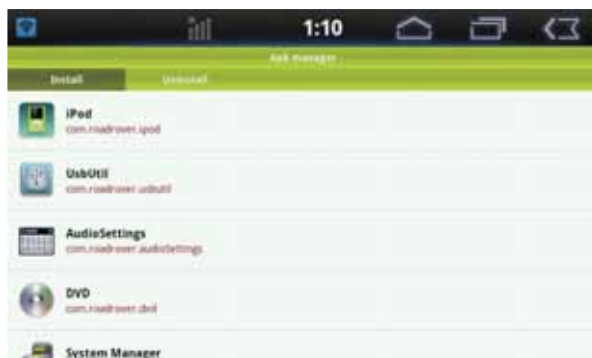 1:10
Apk manager
Install Uninstall
iPod
com.roadrover.ipod
UsbUtil
com.roadrover.usbutil
AudioSettings
com.roadrover.audioSettings
DVD
com.roadrover.dvd
System Manager